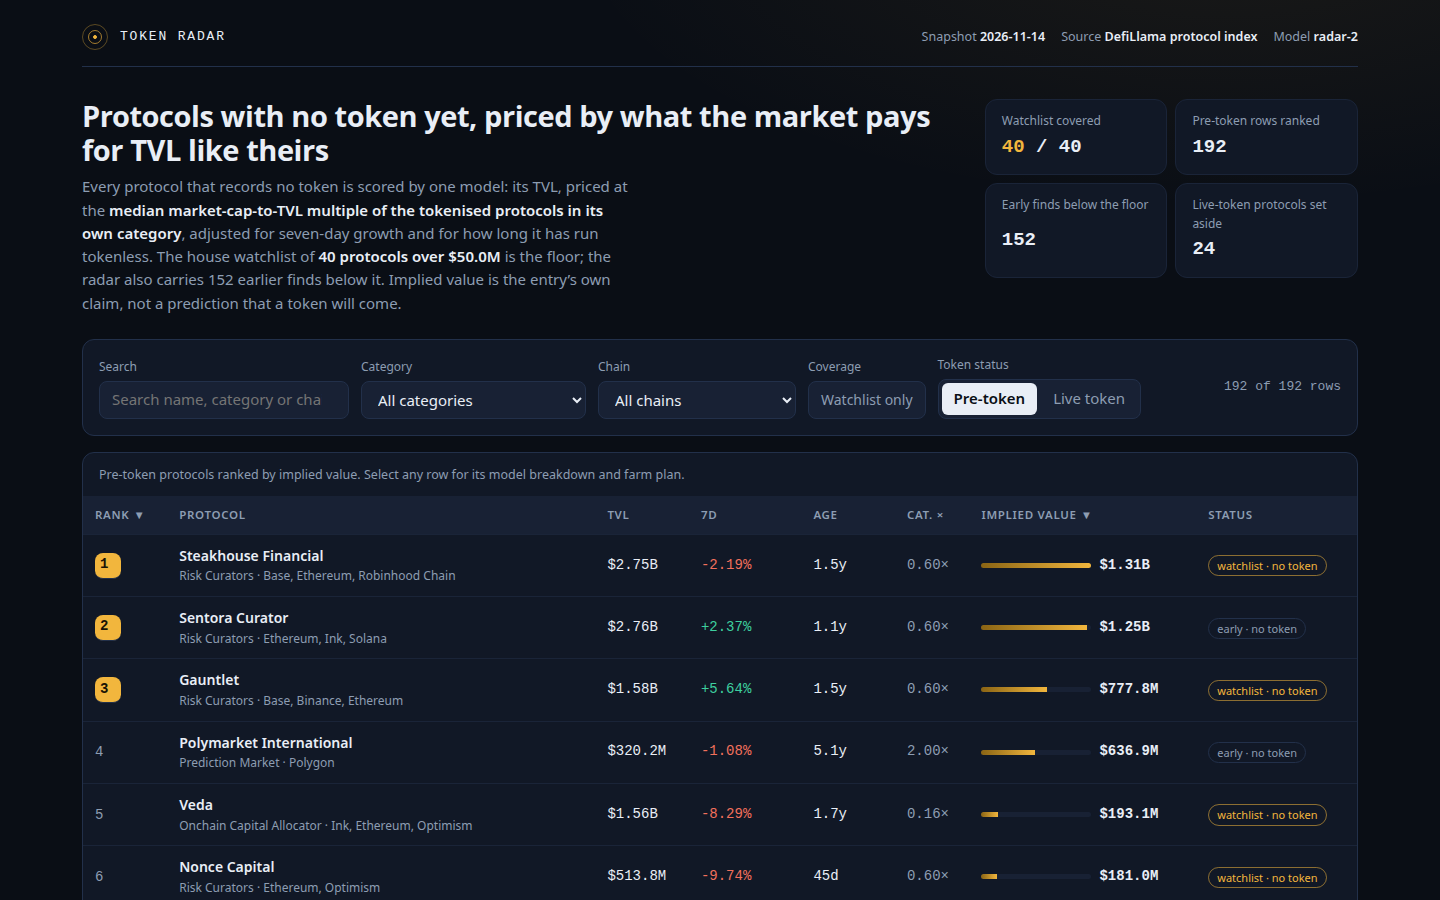 TOKEN RADAR
Snapshot 2026-11-14 Source DefiLlama protocol index Model radar-2
Protocols with no token yet, priced by what the market pays
for TVL like theirs
Every protocol that records no token is scored by one model: its TVL, priced at
the median market-cap-to-TVL multiple of the tokenised protocols in its
own category, adjusted for seven-day growth and for how long it has run
tokenless. The house watchlist of 40 protocols over $50.0M is the floor; the
radar also carries 152 earlier finds below it. Implied value is the entry's own
claim, not a prediction that a token will come.
Watchlist covered
40 / 40
Pre-token rows ranked
192
Early finds below the floor
152
Live-token protocols set
aside
24
Search
Search name, category or cha
Category
All categories
Chain
All chains
Coverage
Watchlist only
Token status
Pre-token Live token
192 of 192 rows
Pre-token protocols ranked by implied value. Select any row for its model breakdown and farm plan.
RANK ▼ PROTOCOL TVL 7D AGE CAT. × IMPLIED VALUE ▼ STATUS
1 Steakhouse Financial $2.75B -2.19% 1.5y 0.60× $1.31B watchlist · no token
Risk Curators · Base, Ethereum, Robinhood Chain
2 Sentora Curator $2.76B +2.37% 1.1y 0.60× $1.25B early · no token
Risk Curators · Ethereum, Ink, Solana
3 Gauntlet $1.58B +5.64% 1.5y 0.60× $777.8M watchlist · no token
Risk Curators · Base, Binance, Ethereum
4 Polymarket International $320.2M -1.08% 5.1y 2.00× $636.9M early · no token
Prediction Market · Polygon
5 Veda $1.56B -8.29% 1.7y 0.16× $193.1M watchlist · no token
Onchain Capital Allocator · Ink, Ethereum, Optimism
6 Nonce Capital $513.8M -9.74% 45d 0.60× $181.0M watchlist · no token
Risk Curators · Ethereum, Optimism